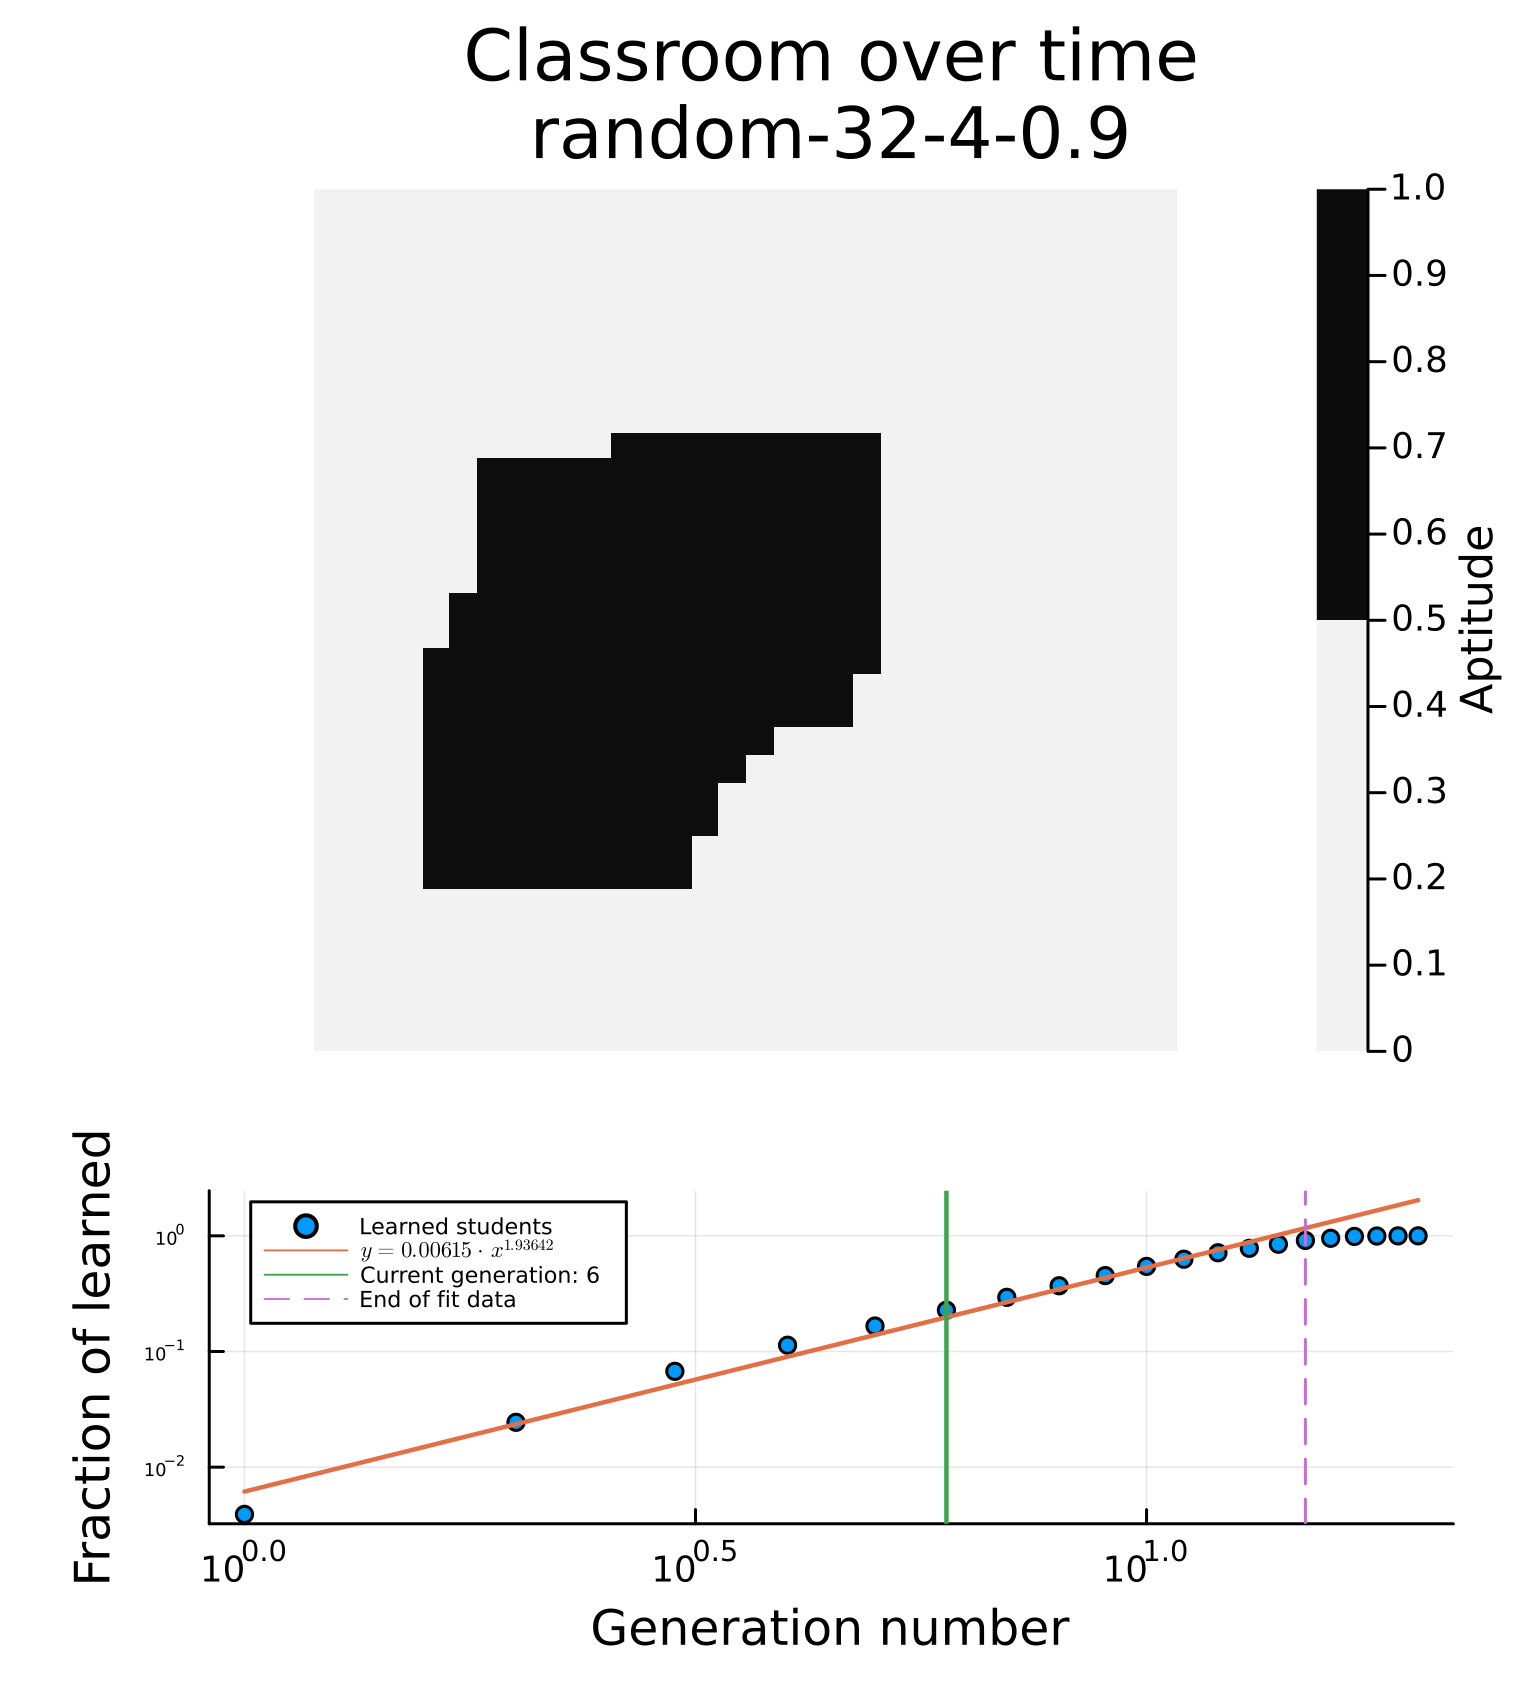 Classroom over time
random-32-4-0.9
1.0
0.9
0.8
0.7
0.6
0.5
0.4
0.3
0.2
0.1
0
Aptitude
Fraction of learned
10⁰
10⁻¹
10⁻²
Learned students
y = 0.00615 · x^1.93642
Current generation: 6
End of fit data
10^0.0
10^0.5
10^1.0
Generation number